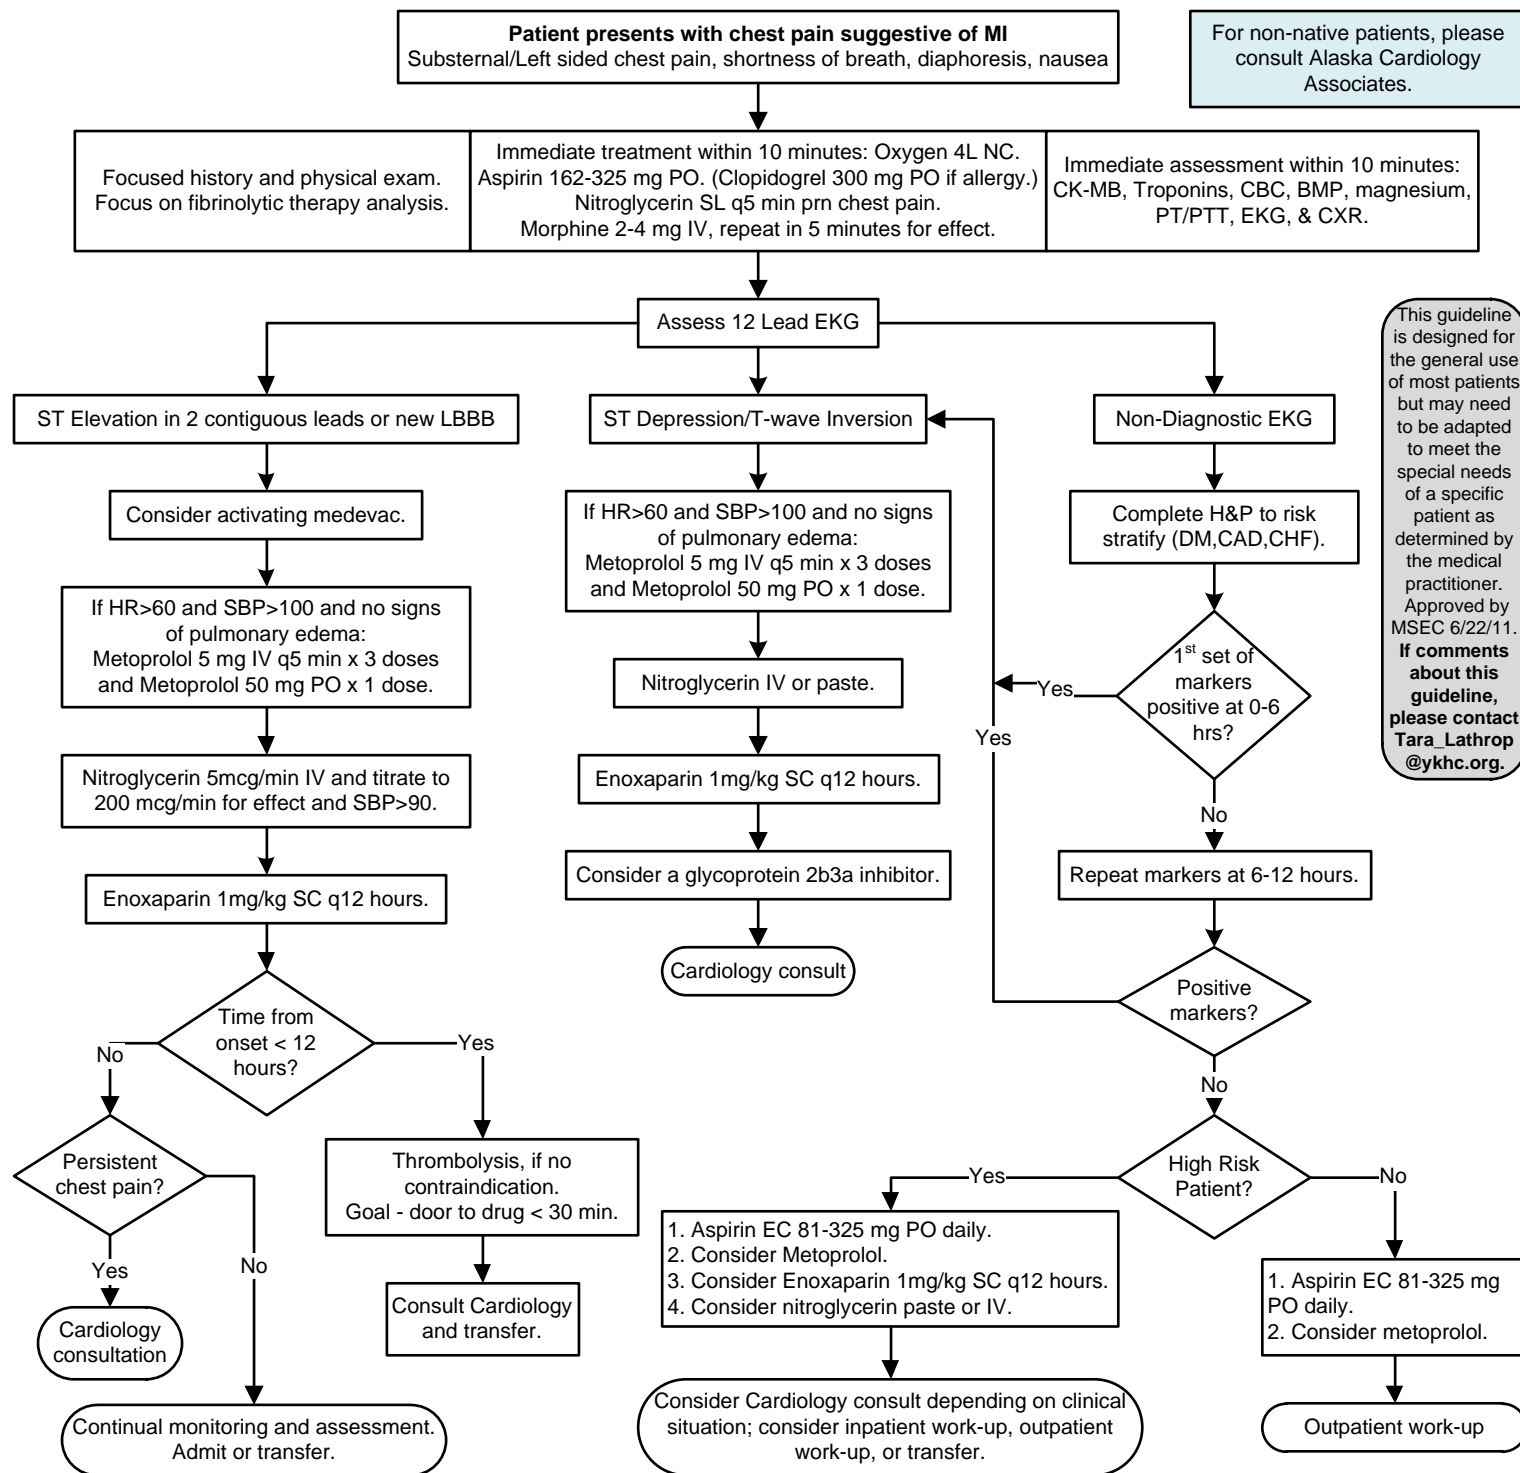 Patient presents with chest pain suggestive of MI
Substernal/Left sided chest pain, shortness of breath, diaphoresis, nausea
For non-native patients, please
consult Alaska Cardiology
Associates.
Focused history and physical exam.
Focus on fibrinolytic therapy analysis.
Immediate treatment within 10 minutes: Oxygen 4L NC.
Aspirin 162-325 mg PO. (Clopidogrel 300 mg PO if allergy.)
Nitroglycerin SL q5 min prn chest pain.
Morphine 2-4 mg IV, repeat in 5 minutes for effect.
Immediate assessment within 10 minutes:
CK-MB, Troponins, CBC, BMP, magnesium,
PT/PTT, EKG, & CXR.
Assess 12 Lead EKG
This guideline
is designed for
the general use
of most patients
but may need
to be adapted
to meet the
special needs
of a specific
patient as
determined by
the medical
practitioner.
Approved by
MSEC 6/22/11.
If comments
about this
guideline,
please contact
Tara_Lathrop
@ykhc.org.
ST Elevation in 2 contiguous leads or new LBBB
Consider activating medevac.
If HR>60 and SBP>100 and no signs
of pulmonary edema:
Metoprolol 5 mg IV q5 min x 3 doses
and Metoprolol 50 mg PO x 1 dose.
Nitroglycerin 5mcg/min IV and titrate to
200 mcg/min for effect and SBP>90.
Enoxaparin 1mg/kg SC q12 hours.
Time from
onset < 12
hours?
No
Yes
Persistent
chest pain?
Yes
No
Cardiology
consultation
Continual monitoring and assessment.
Admit or transfer.
Thrombolysis, if no
contraindication.
Goal - door to drug < 30 min.
Consult Cardiology
and transfer.
ST Depression/T-wave Inversion
If HR>60 and SBP>100 and no signs
of pulmonary edema:
Metoprolol 5 mg IV q5 min x 3 doses
and Metoprolol 50 mg PO x 1 dose.
Nitroglycerin IV or paste.
Enoxaparin 1mg/kg SC q12 hours.
Consider a glycoprotein 2b3a inhibitor.
Cardiology consult
Non-Diagnostic EKG
Complete H&P to risk
stratify (DM,CAD,CHF).
1st set of
markers
positive at 0-6
hrs?
Yes
No
Repeat markers at 6-12 hours.
Positive
markers?
Yes
No
High Risk
Patient?
Yes
No
1. Aspirin EC 81-325 mg PO daily.
2. Consider Metoprolol.
3. Consider Enoxaparin 1mg/kg SC q12 hours.
4. Consider nitroglycerin paste or IV.
Consider Cardiology consult depending on clinical
situation; consider inpatient work-up, outpatient
work-up, or transfer.
1. Aspirin EC 81-325 mg
PO daily.
2. Consider metoprolol.
Outpatient work-up